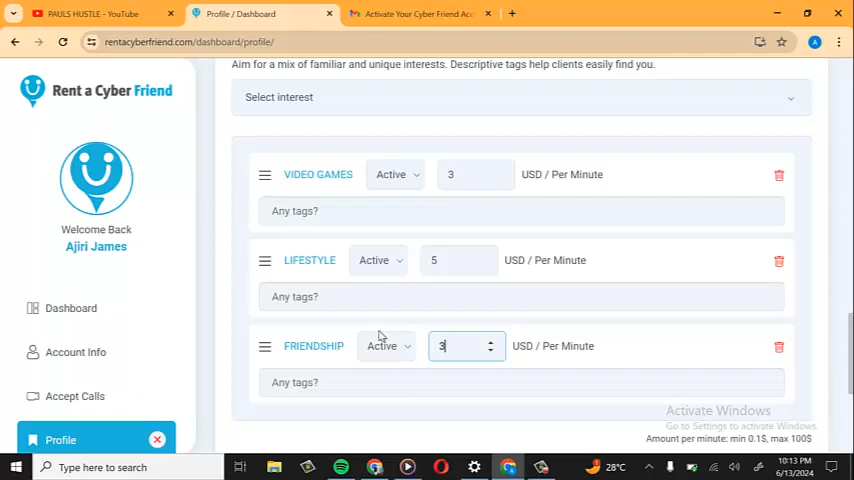 PAULS HUSTLE - YouTube
Profile / Dashboard
Activate Your Cyber Friend Acc
rentacyberfriend.com/dashboard/profile/
Aim for a mix of familiar and unique interests. Descriptive tags help clients easily find you.
Rent a Cyber Friend
Select interest
VIDEO GAMES Active 3 USD / Per Minute
Any tags?
Welcome Back
Ajiri James
LIFESTYLE Active 5 USD / Per Minute
Any tags?
Dashboard
FRIENDSHIP Active 3 USD / Per Minute
Account Info
Any tags?
Accept Calls
Activate Windows
Go to Settings to activate Windows.
Profile
Amount per minute: min 0.1$, max 100$
Type here to search
28°C
10:13 PM
6/13/2024